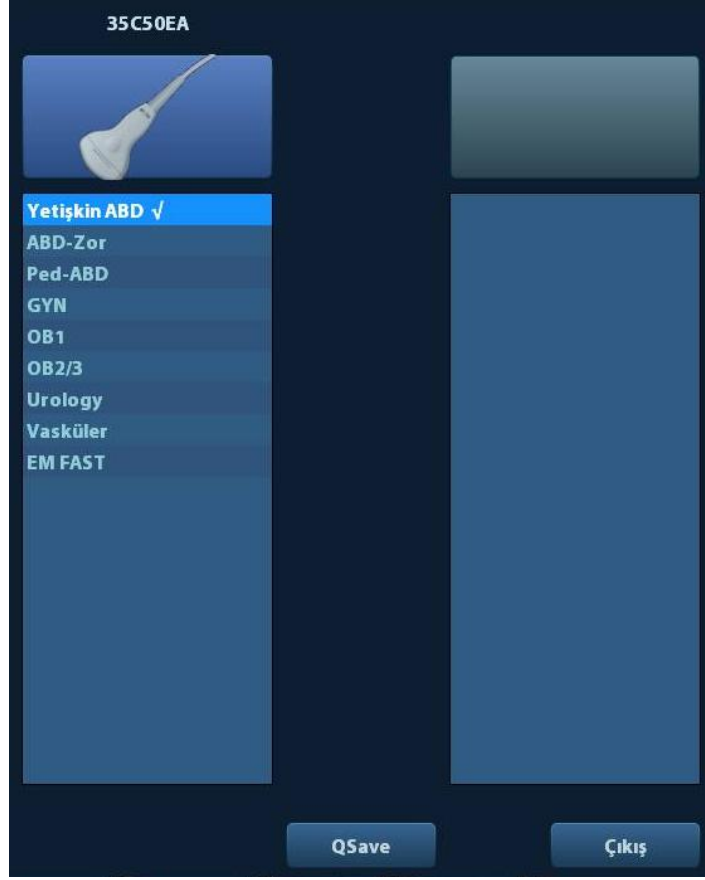 35C50EA
Yetişkin ABD √
ABD-Zor
Ped-ABD
GYN
OB1
OB2/3
Urology
Vasküler
EM FAST
QSave
Çıkış